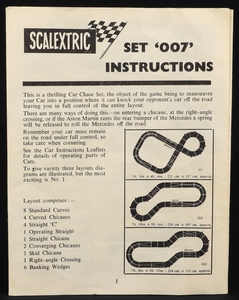 SCALEXTRIC
SET '007'
INSTRUCTIONS
This is a thrilling Car Chase Set, the object of the game being to manoeuvre
your Car into a position where it can knock your opponent's car off the road
leaving you in full control of the entire layout.
There are many ways of doing this—on entering a chicane, at the right-angle
crossing, or if the Aston Martin rams the rear bumper of the Mercedes a spring
will be released to roll the Mercedes off the road.
Remember your car must remain
on the road under full control, so
take care when cornering.
See the Car Instructions Leaflets
for details of operating parts of
Cars.
To give variety three layouts dia-
grams are illustrated, but the most
exciting is No. 1.
Layout comprises:—
8 Standard Curves
4 Curved Chicanes
4 Straight 'C'
1 Operating Straight
1 Straight Chicane
2 Converging Chicanes
1 Skid Chicane
1 Right-angle Crossing
6 Banking Wedges
1